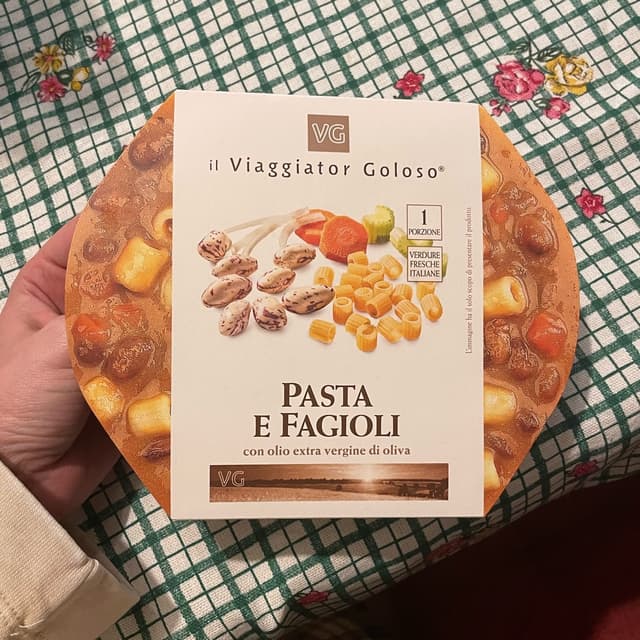 VG
il Viaggiator Goloso®
1
PORZIONE
VERDURE
FRESCHE
ITALIANE
L'immagine ha il solo scopo di presentare il prodotto
PASTA
E FAGIOLI
con olio extra vergine di oliva
VG